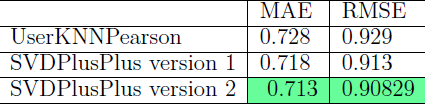 MAE RMSE
UserKNNPearson 0.728 0.929
SVDPlusPlus version 1 0.718 0.913
SVDPlusPlus version 2 0.713 0.90829